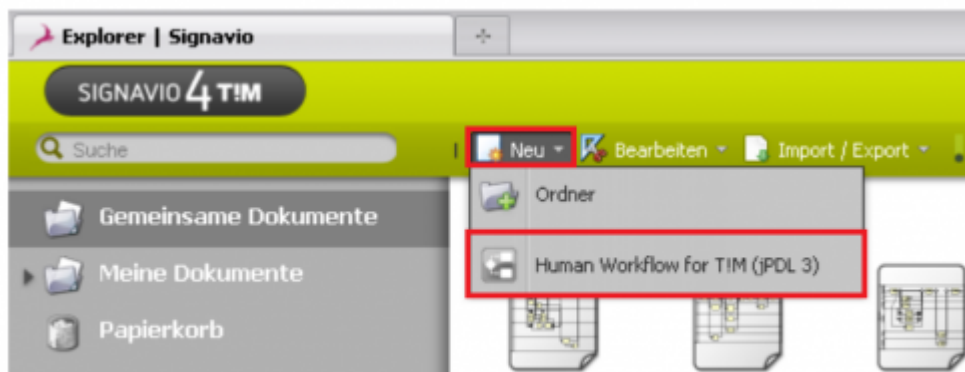 Explorer | Signavio
SIGNAVIO 4 T!M
Suche
Neu Bearbeiten Import / Export
Ordner
Gemeinsame Dokumente
Human Workflow for T!M (jPDL 3)
Meine Dokumente
Papierkorb